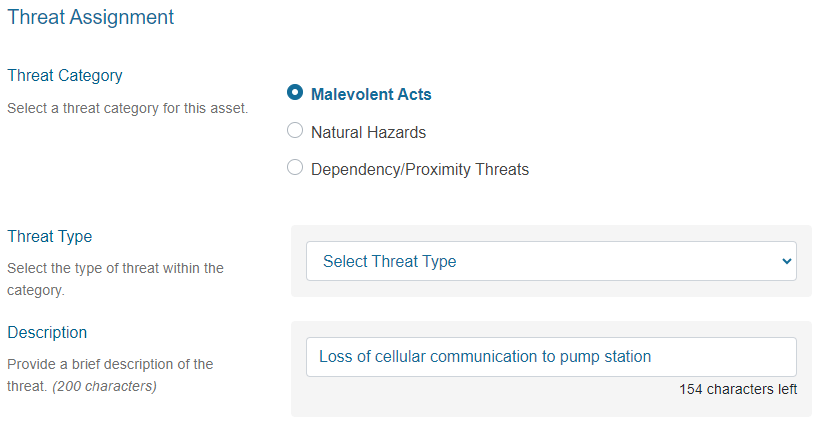 Threat Assignment
Threat Category
Select a threat category for this asset.
Malevolent Acts
Natural Hazards
Dependency/Proximity Threats
Threat Type
Select the type of threat within the
category.
Select Threat Type
Description
Provide a brief description of the
threat. (200 characters)
Loss of cellular communication to pump station
154 characters left